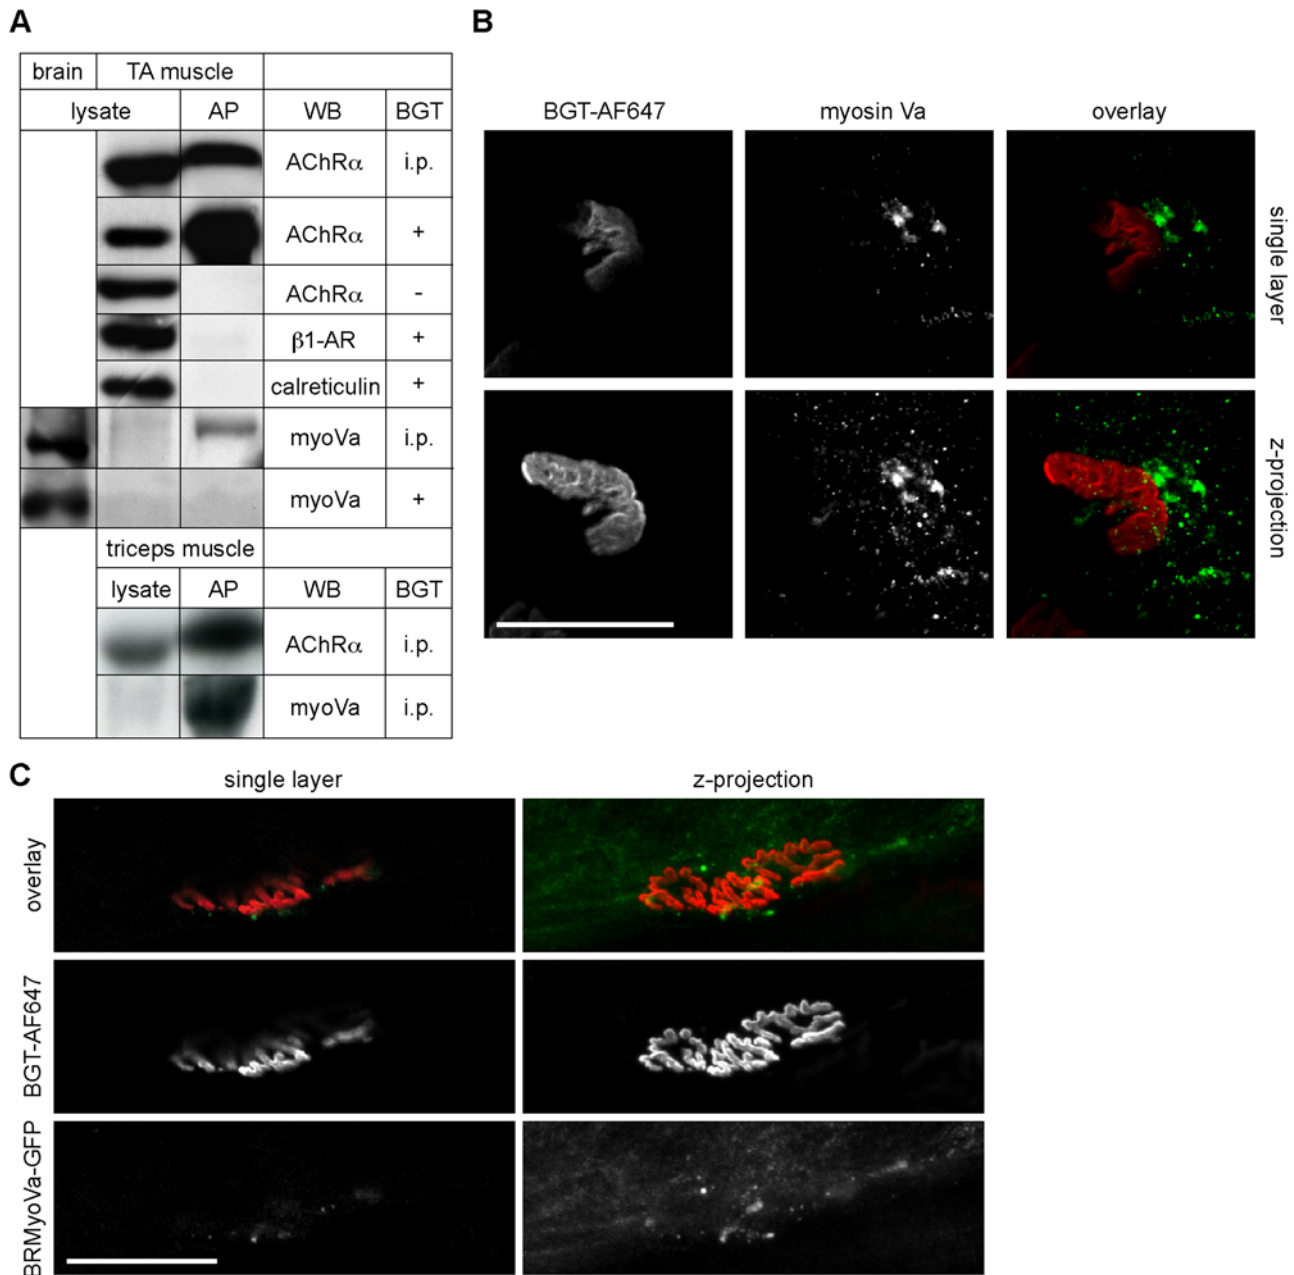 A
brain TA muscle
lysate AP WB BGT
AChRα i.p.
AChRα +
AChRα -
β1-AR +
calreticulin +
myoVa i.p.
myoVa +
triceps muscle
lysate AP WB BGT
AChRα i.p.
myoVa i.p.
B
BGT-AF647 myosin Va overlay
single layer
z-projection
C
single layer z-projection
overlay
BGT-AF647
BRMyoVa-GFP